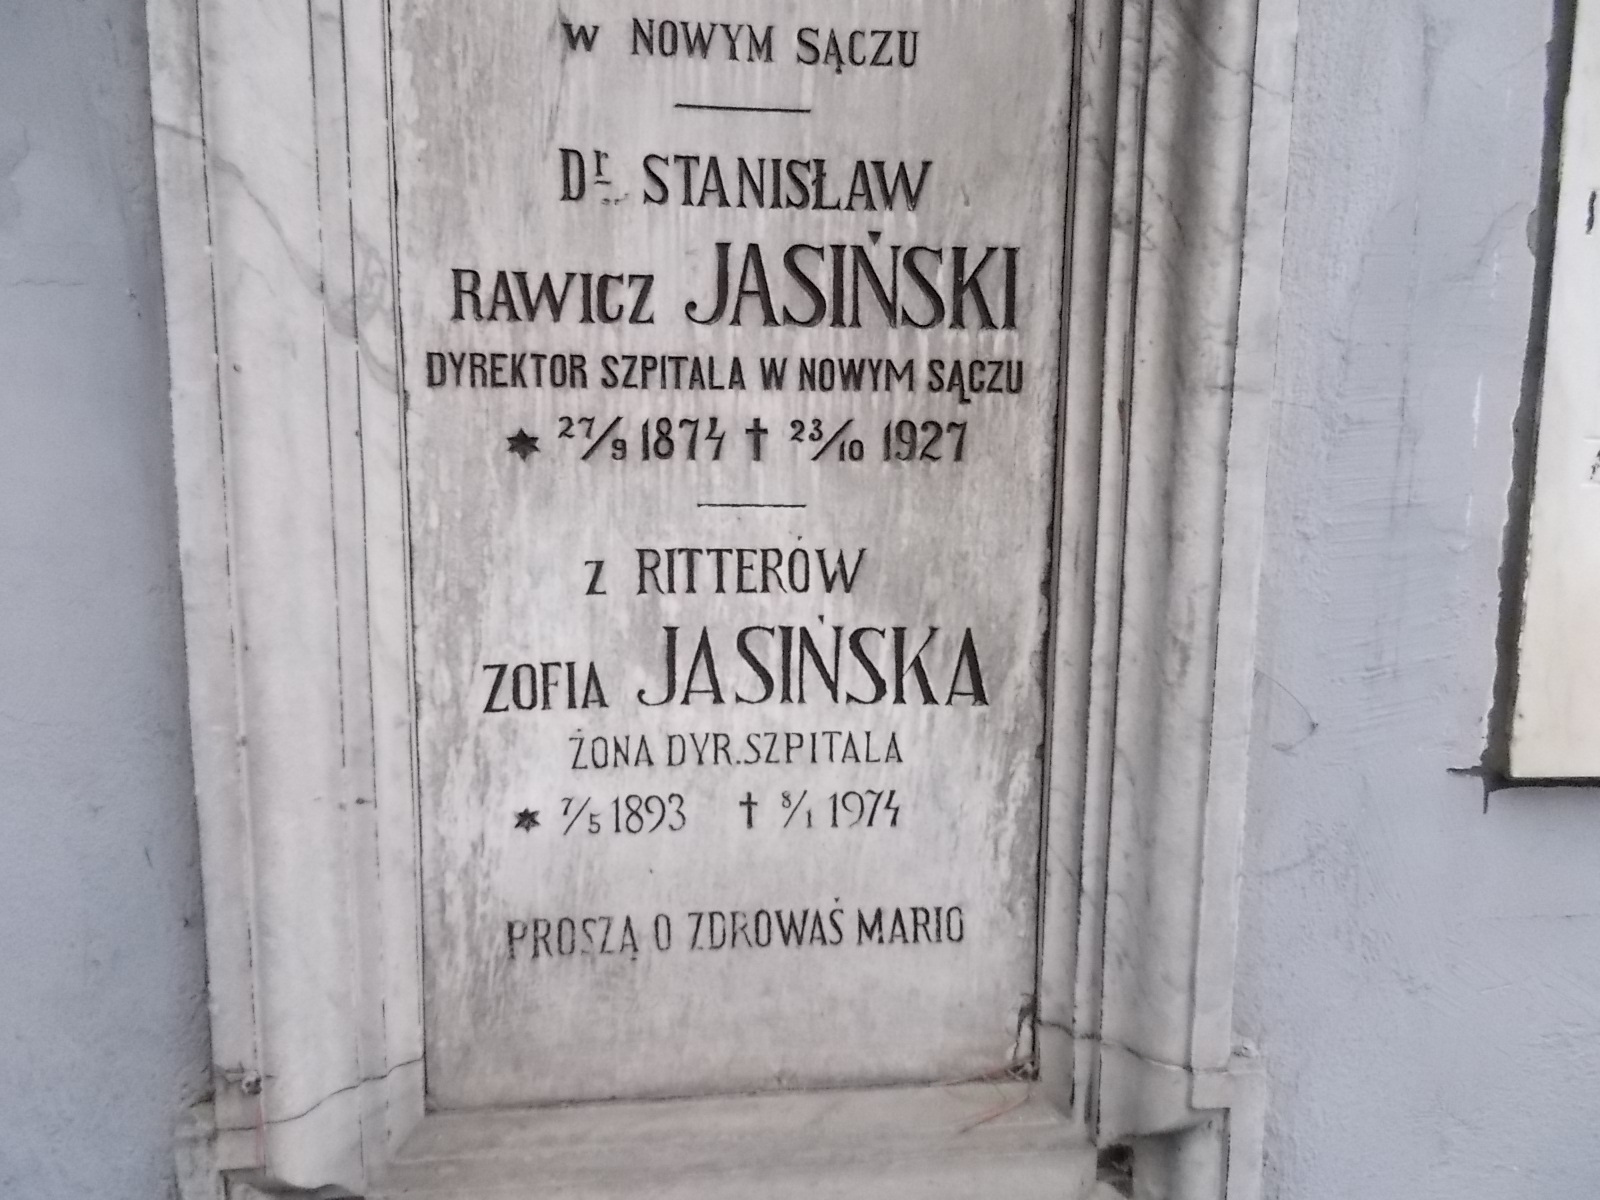 w NOWYM SĄCZU
Dr. STANISŁAW
RAWICZ JASIŃSKI
DYREKTOR SZPITALA W NOWYM SĄCZU
✶ 27/9 1874 † 23/10 1927
z RITTERÓW
ZOFIA JASIŃSKA
ŻONA DYR.SZPITALA
✶ 7/5 1893 † 8/1 1974
PROSZĄ O ZDROWAŚ MARIO